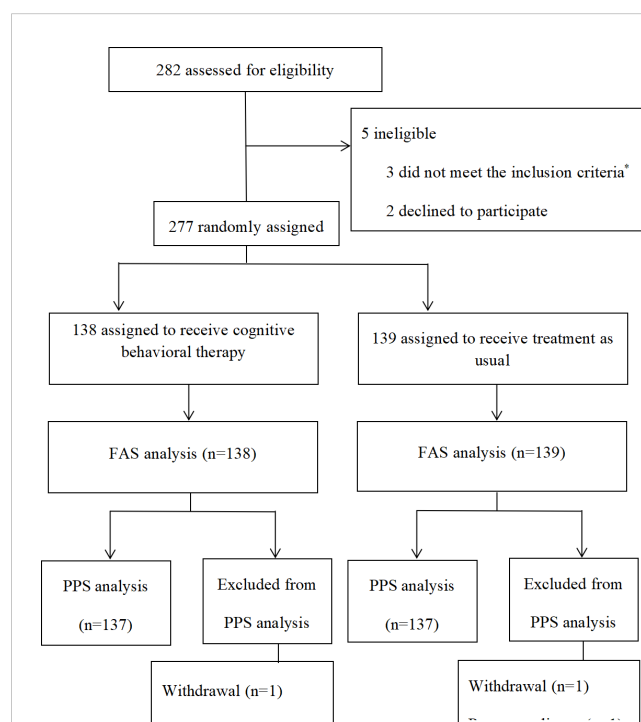 282 assessed for eligibility
5 ineligible
3 did not meet the inclusion criteria*
2 declined to participate
277 randomly assigned
138 assigned to receive cognitive
behavioral therapy
139 assigned to receive treatment as
usual
FAS analysis (n=138)
FAS analysis (n=139)
PPS analysis
(n=137)
Excluded from
PPS analysis
PPS analysis
(n=137)
Excluded from
PPS analysis
Withdrawal (n=1)
Withdrawal (n=1)